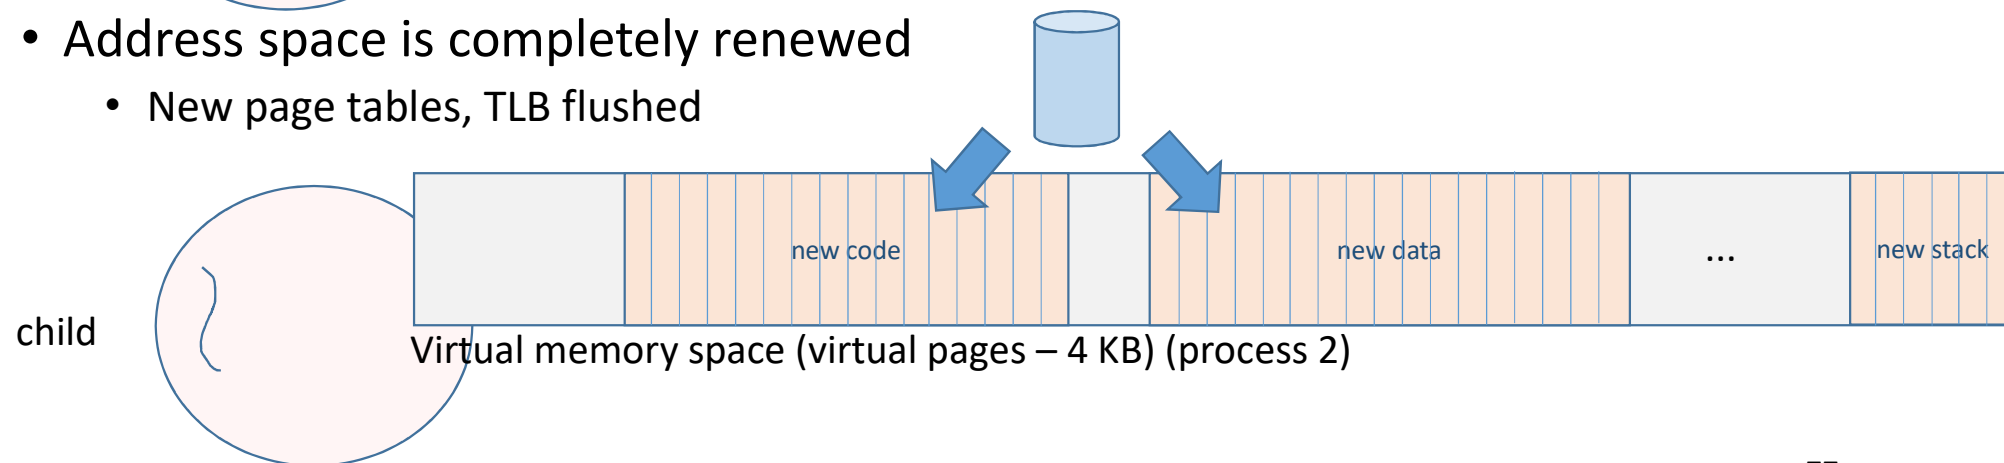 • Address space is completely renewed
• New page tables, TLB flushed
new code
new data
...
new stack
child
Virtual memory space (virtual pages – 4 KB) (process 2)